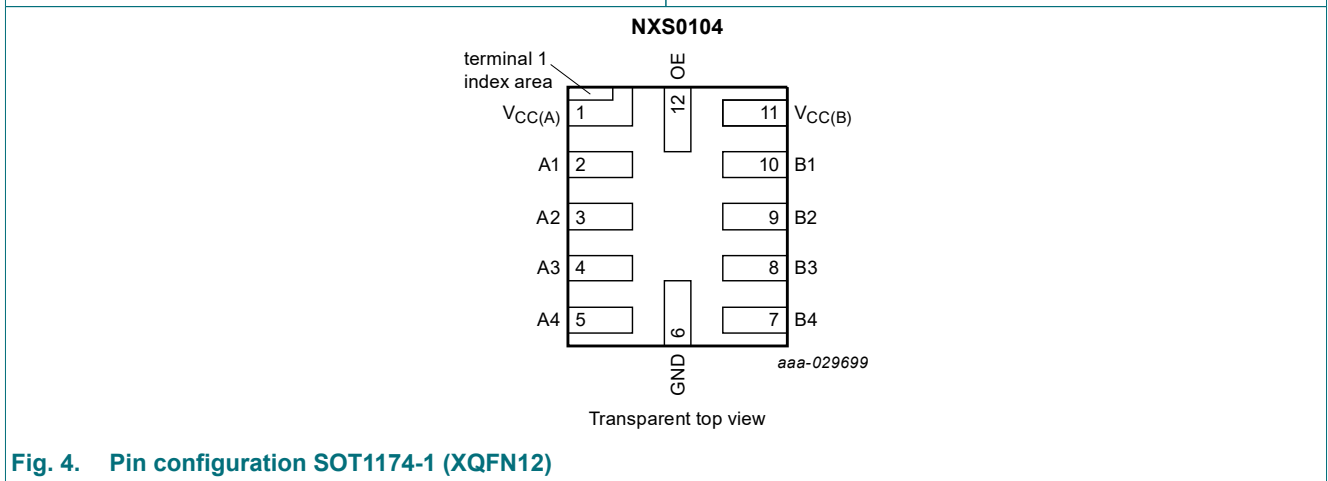 NXS0104
terminal 1
index area
OE
12
VCC(A) 1
11 VCC(B)
A1 2
10 B1
A2 3
9 B2
A3 4
8 B3
A4 5
7 B4
6
GND
aaa-029699
Transparent top view
Fig. 4. Pin configuration SOT1174-1 (XQFN12)